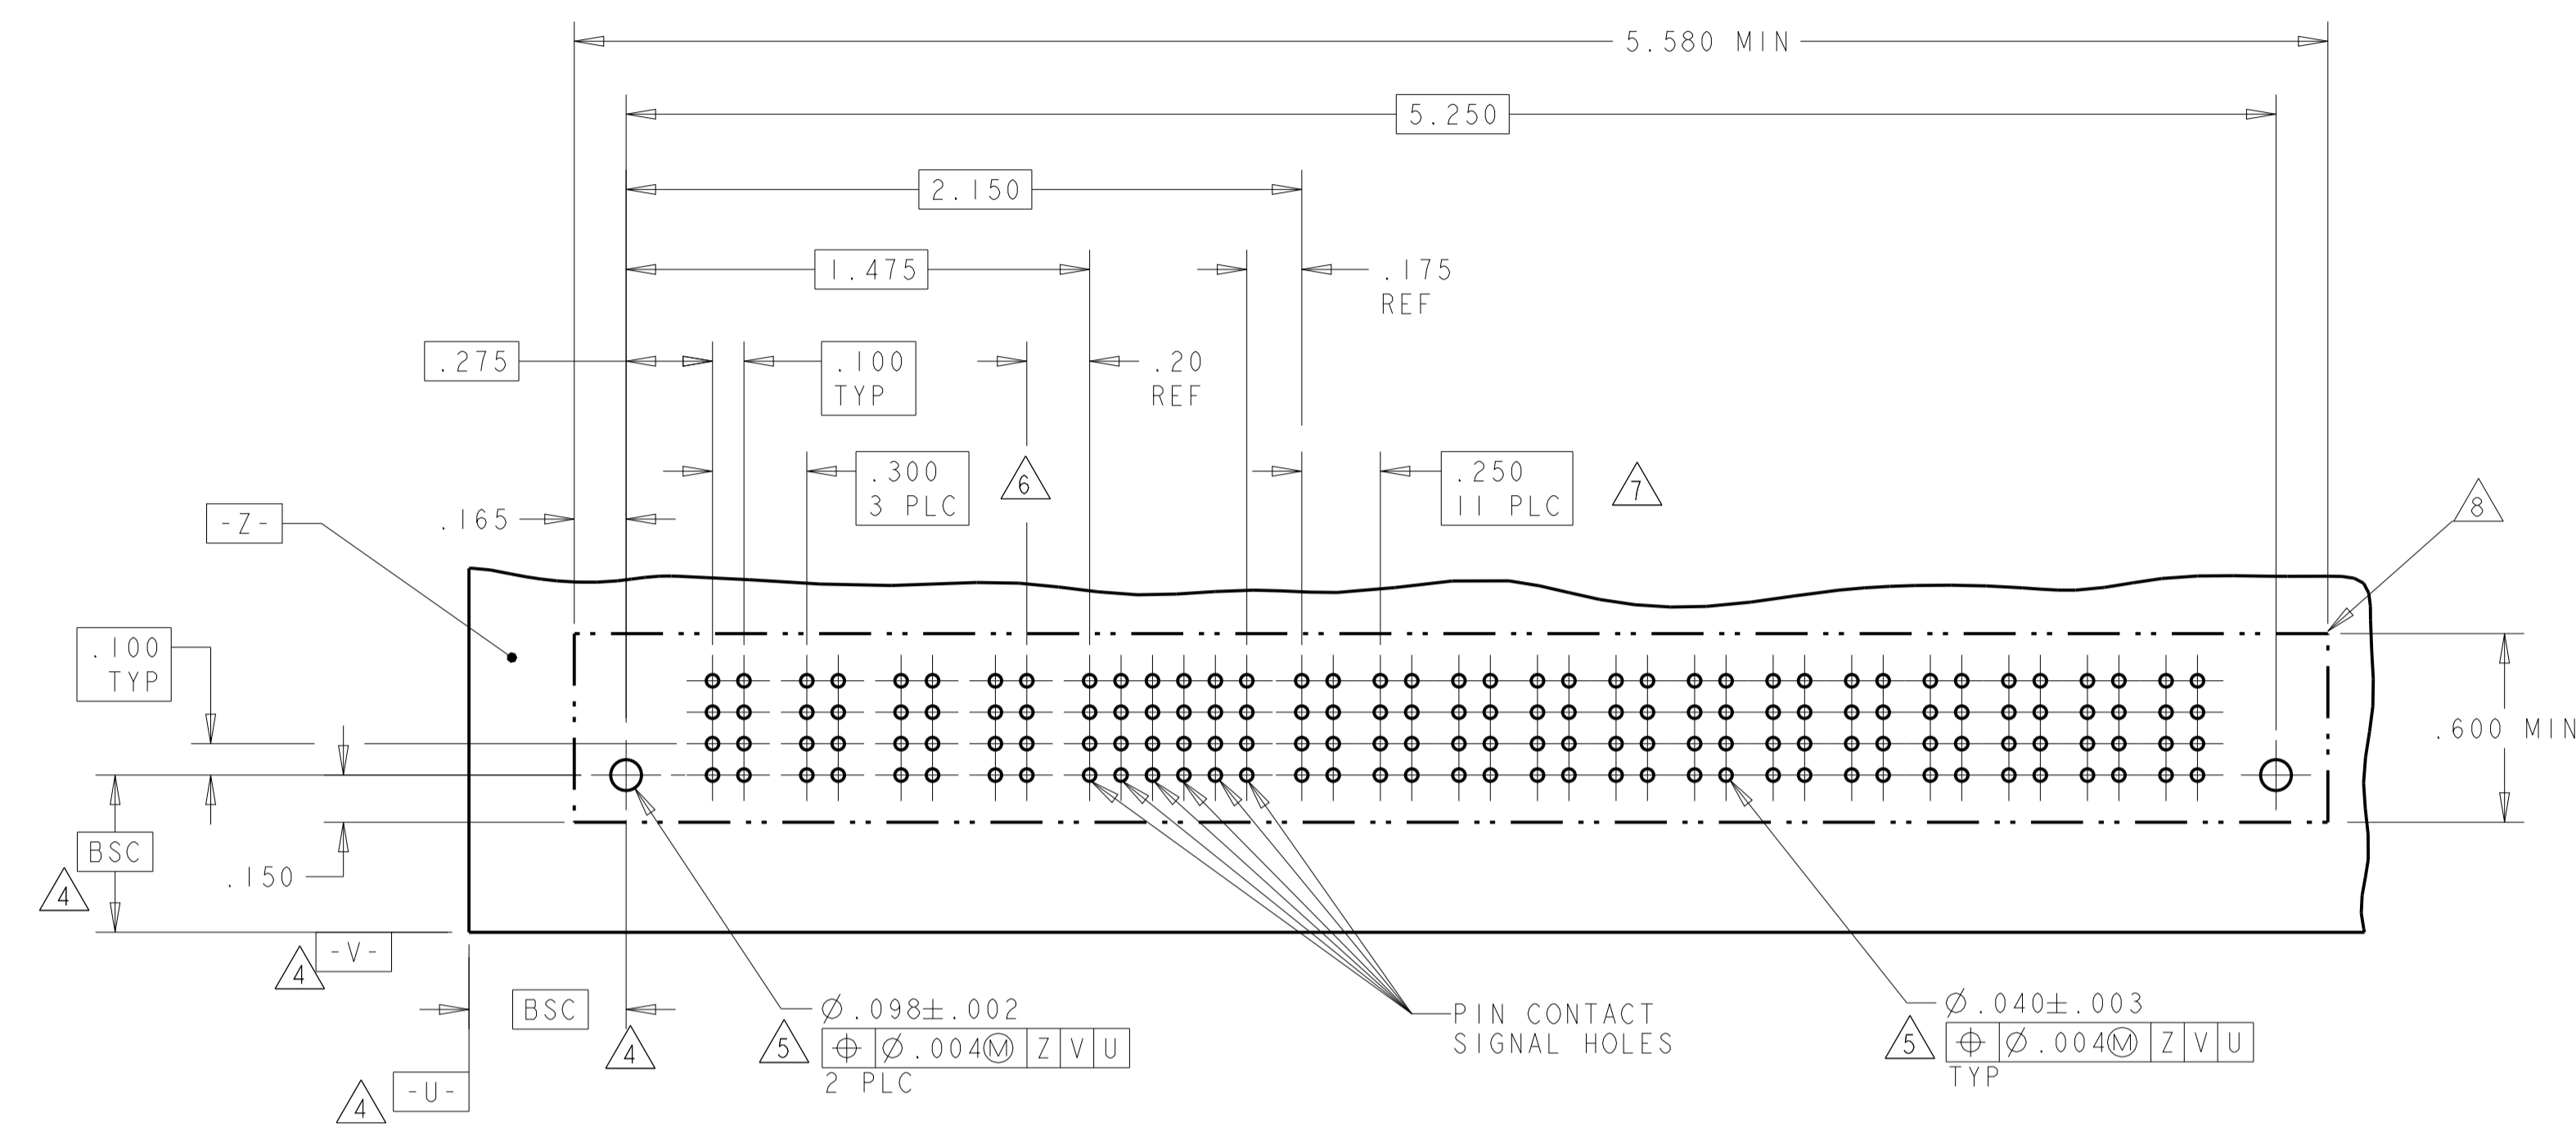 5.580 MIN
5.250
2.150
1.475
.175
REF
.275
.100
TYP
.20
REF
.300
3 PLC
6
.250
11 PLC
7
8
.165
-Z-
.100
TYP
.600 MIN
BSC
4
.150
-V-
4
BSC
4
-U-
4
Ø.098±.002
5
⌖ Ø.004Ⓜ Z V U
2 PLC
PIN CONTACT
SIGNAL HOLES
Ø.040±.003
5
⌖ Ø.004Ⓜ Z V U
TYP